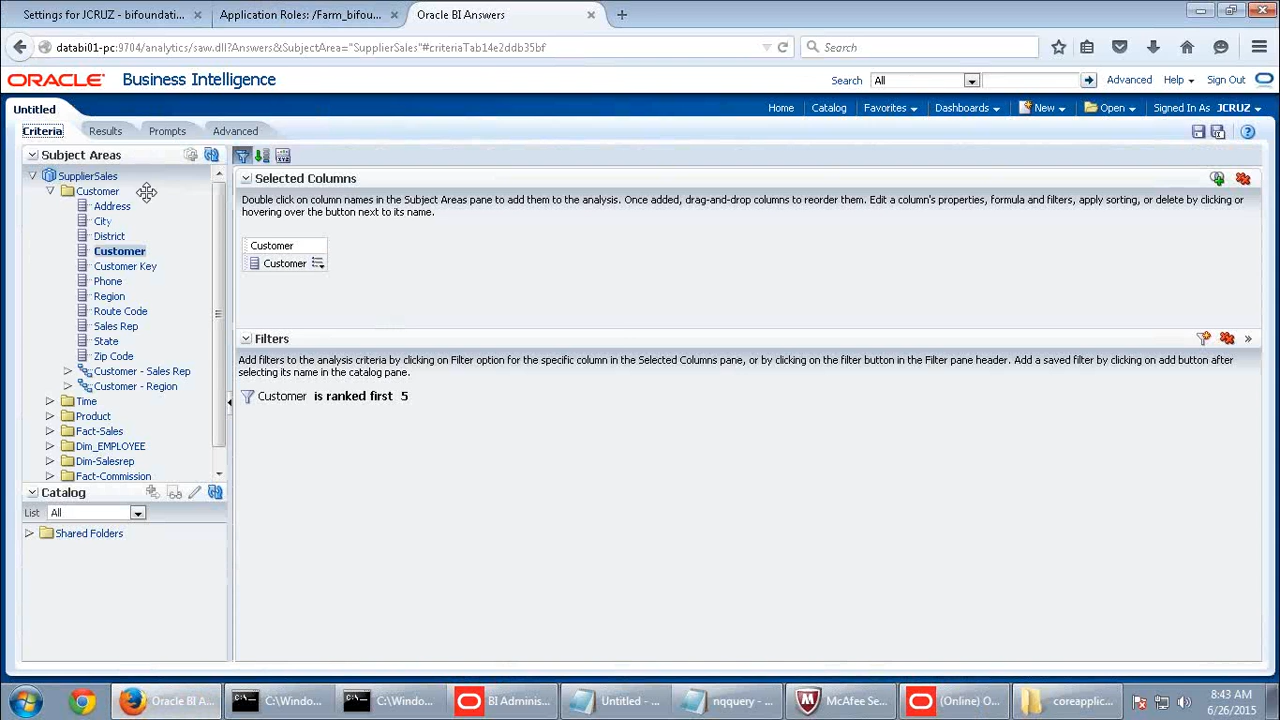 Settings for JCRUZ - bifoundati...
Application Roles: /Farm_bifou...
Oracle BI Answers
databi01-pc:9704/analytics/saw.dll?Answers&SubjectArea="SupplierSales"#criteriaTab14e2ddb35bf
Search
ORACLE Business Intelligence
Search All
Advanced Help Sign Out
Untitled
Home Catalog Favorites Dashboards New Open Signed In As JCRUZ
Criteria Results Prompts Advanced
Subject Areas
SupplierSales
Customer
Address
City
District
Customer
Customer Key
Phone
Region
Route Code
Sales Rep
State
Zip Code
Customer - Sales Rep
Customer - Region
Time
Product
Fact-Sales
Dim_EMPLOYEE
Dim-Salesrep
Fact-Commission
Catalog
List All
Shared Folders
Selected Columns
Double click on column names in the Subject Areas pane to add them to the analysis. Once added, drag-and-drop columns to reorder them. Edit a column's properties, formula and filters, apply sorting, or delete by clicking or
hovering over the button next to its name.
Customer
Customer
Filters
Add filters to the analysis criteria by clicking on Filter option for the specific column in the Selected Columns pane, or by clicking on the filter button in the Filter pane header. Add a saved filter by clicking on add button after
selecting its name in the catalog pane.
Customer is ranked first 5
Oracle BI A...
C:\Windo...
C:\Windo...
BI Adminis...
Untitled - ...
nqquery - ...
McAfee Se...
(Online) O...
coreapplic...
8:43 AM
6/26/2015